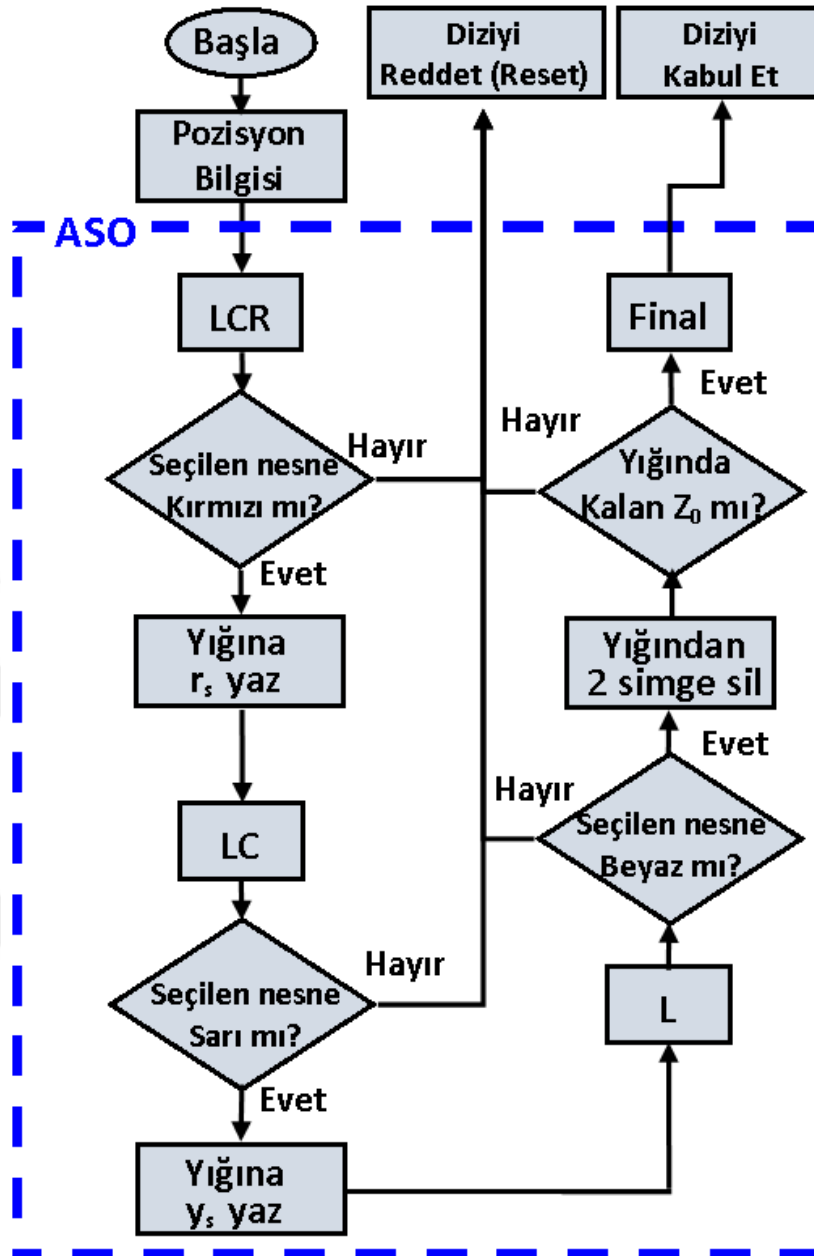 Başla
Pozisyon
Bilgisi
ASO
LCR
Seçilen nesne
Kırmızı mı?
Hayır
Evet
Yığına
rₛ yaz
LC
Seçilen nesne
Sarı mı?
Hayır
Evet
Yığına
yₛ yaz
L
Seçilen nesne
Beyaz mı?
Hayır
Evet
Yığından
2 simge sil
Yığında
Kalan Z₀ mı?
Hayır
Evet
Final
Diziyi
Reddet (Reset)
Diziyi
Kabul Et